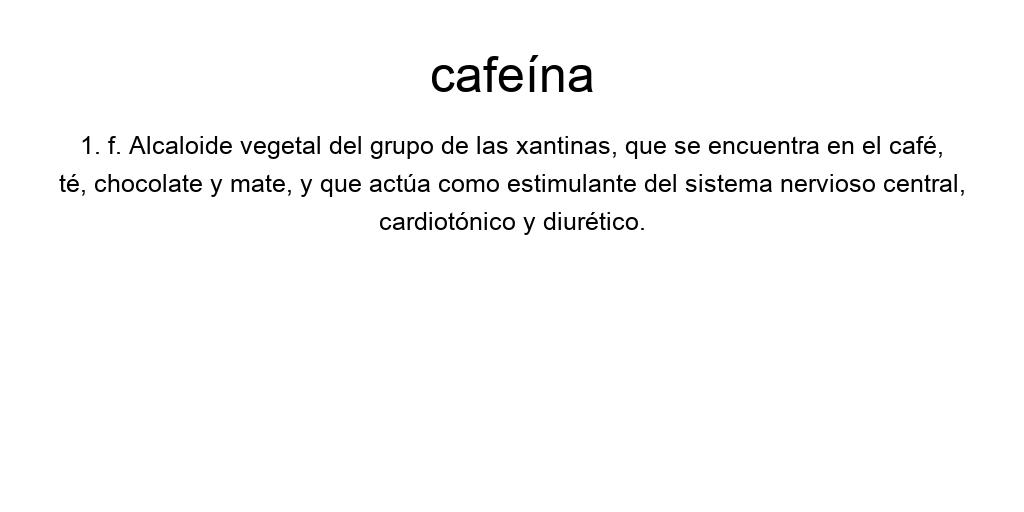 cafeína
1. f. Alcaloide vegetal del grupo de las xantinas, que se encuentra en el café,
té, chocolate y mate, y que actúa como estimulante del sistema nervioso central,
cardiotónico y diurético.